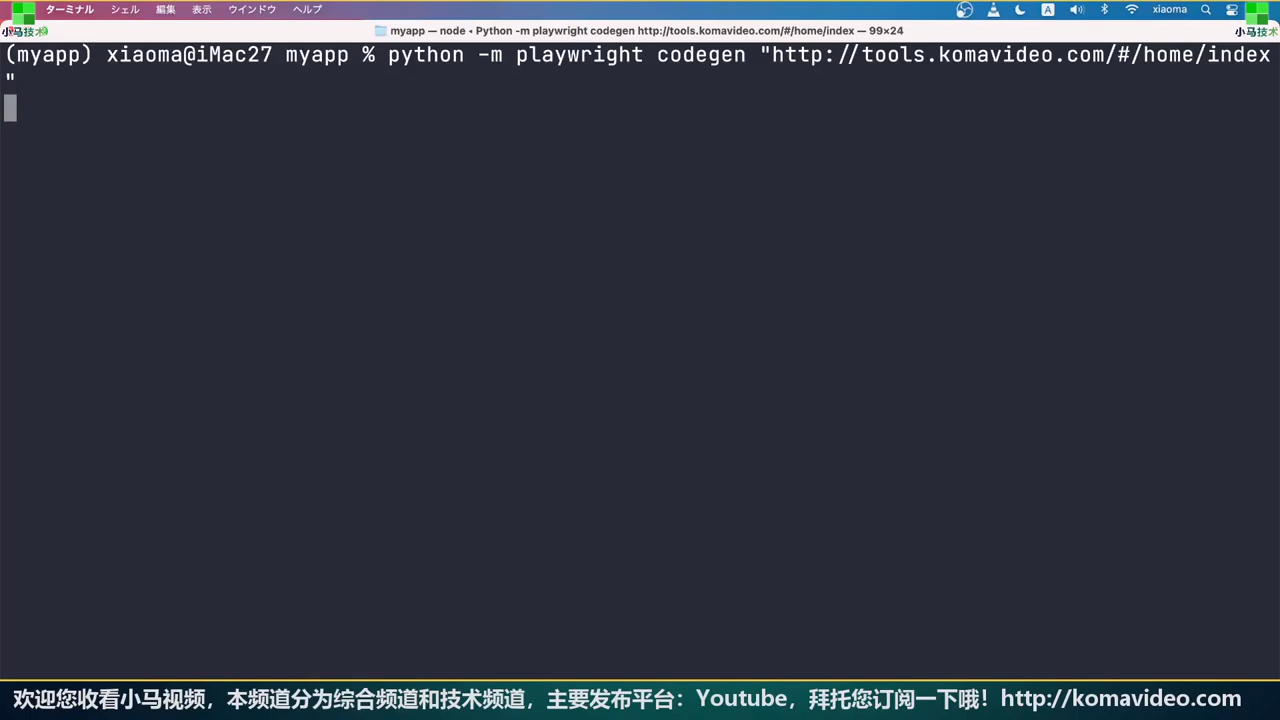 ターミナル シェル 編集 表示 ウインドウ ヘルプ A xiaoma
小马技术 myapp — node ◂ Python -m playwright codegen http://tools.komavideo.com/#/home/index — 99×24 小马技术
(myapp) xiaoma@iMac27 myapp % python -m playwright codegen "http://tools.komavideo.com/#/home/index
"
欢迎您收看小马视频，本频道分为综合频道和技术频道，主要发布平台：Youtube，拜托您订阅一下哦！http://komavideo.com